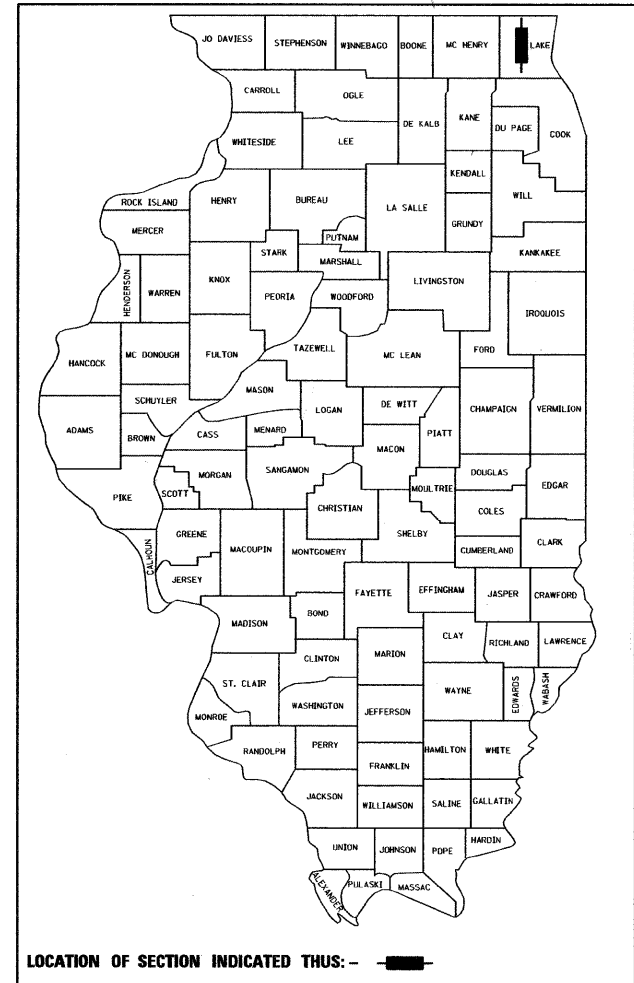 JO DAVIESS STEPHENSON WINNEBAGO BOONE MC HENRY LAKE
CARROLL OGLE DE KALB KANE DU PAGE COOK
WHITESIDE LEE
KENDALL WILL
ROCK ISLAND HENRY BUREAU LA SALLE GRUNDY
MERCER PUTNAM
STARK MARSHALL KANKAKEE
HENDERSON WARREN KNOX PEORIA WOODFORD LIVINGSTON IROQUOIS
HANCOCK MC DONOUGH FULTON TAZEWELL MC LEAN FORD
SCHUYLER MASON LOGAN DE WITT CHAMPAIGN VERMILION
ADAMS BROWN CASS MENARD MACON PIATT
PIKE SCOTT MORGAN SANGAMON MOULTRIE DOUGLAS EDGAR
CHRISTIAN COLES
CALHOUN GREENE MACOUPIN MONTGOMERY SHELBY CUMBERLAND CLARK
JERSEY
MADISON BOND FAYETTE EFFINGHAM JASPER CRAWFORD
CLINTON MARION CLAY RICHLAND LAWRENCE
ST. CLAIR WASHINGTON JEFFERSON WAYNE EDWARDS WABASH
MONROE
RANDOLPH PERRY FRANKLIN HAMILTON WHITE
JACKSON WILLIAMSON SALINE GALLATIN
UNION JOHNSON POPE HARDIN
ALEXANDER PULASKI MASSAC
LOCATION OF SECTION INDICATED THUS: -